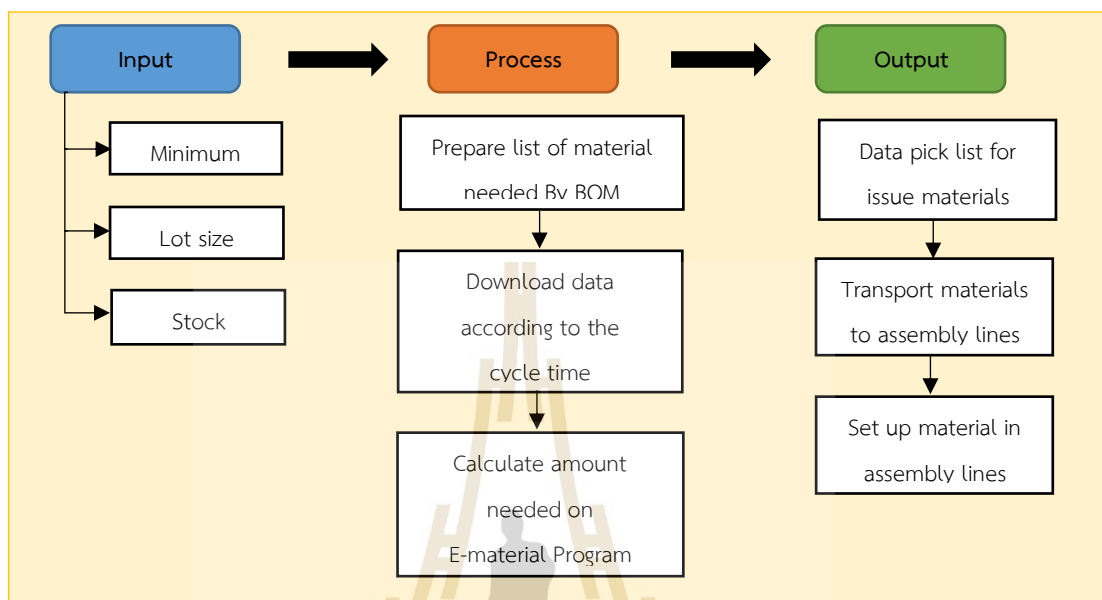 Input
Process
Output
Minimum
Lot size
Stock
Prepare list of material
needed By BOM
Download data
according to the
cycle time
Calculate amount
needed on
E-material Program
Data pick list for
issue materials
Transport materials
to assembly lines
Set up material in
assembly lines